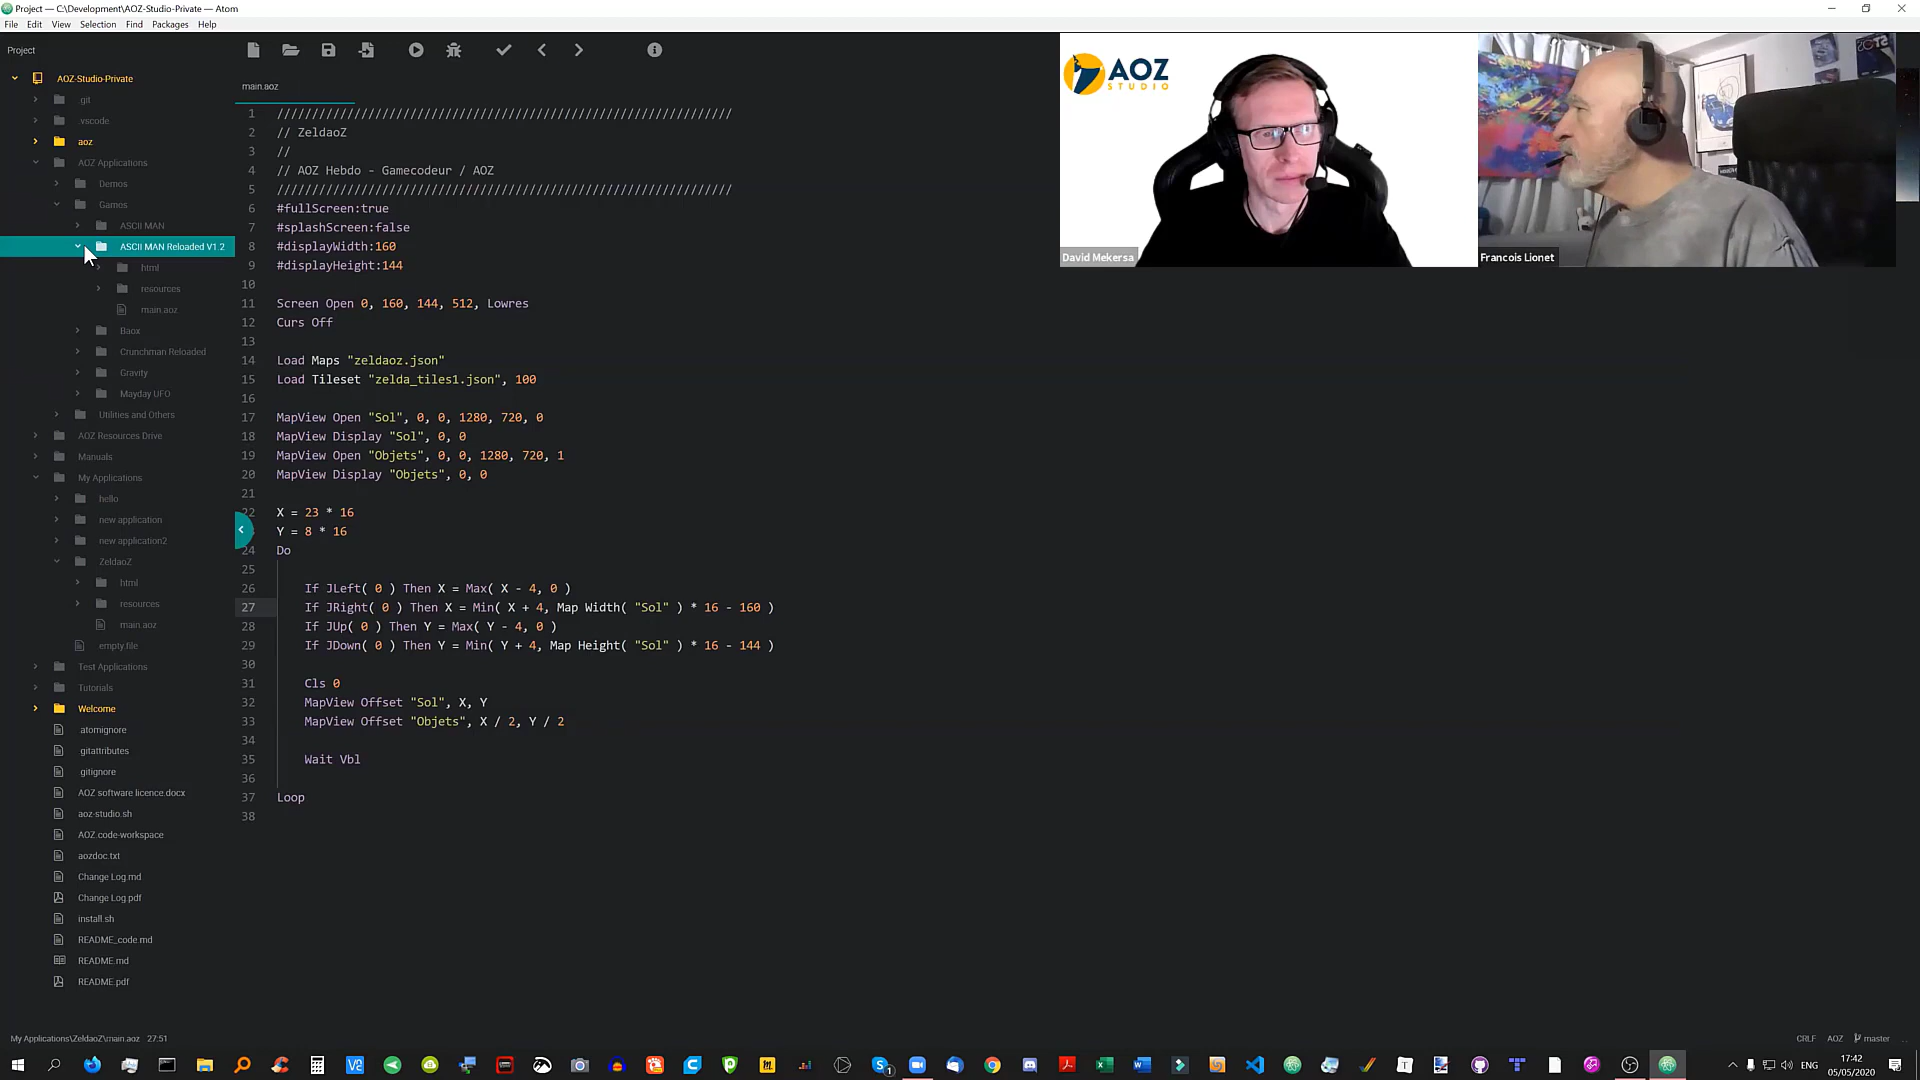 Project — C:\Development\AOZ-Studio-Private — Atom
File Edit View Selection Find Packages Help
Project
AOZ-Studio-Private
.git
.vscode
aoz
AOZ Applications
Demos
Games
ASCII MAN
ASCII MAN Reloaded V1.2
html
resources
main.aoz
Baox
Crunchman Reloaded
Gravity
Mayday UFO
Utilities and Others
AOZ Resources Drive
Manuals
My Applications
hello
new application
new application2
ZeldaoZ
html
resources
main.aoz
empty.file
Test Applications
Tutorials
Welcome
.atomignore
.gitattributes
.gitignore
AOZ software licence.docx
aoz-studio.sh
AOZ.code-workspace
aozdoc.txt
Change Log.md
Change Log.pdf
install.sh
README_code.md
README.md
README.pdf
main.aoz
1 //////////////////////////////////////////////////////////////////
2 // ZeldaoZ
3 //
4 // AOZ Hebdo - Gamecodeur / AOZ
5 //////////////////////////////////////////////////////////////////
6 #fullScreen:true
7 #splashScreen:false
8 #displayWidth:160
9 #displayHeight:144
10
11 Screen Open 0, 160, 144, 512, Lowres
12 Curs Off
13
14 Load Maps "zeldaoz.json"
15 Load Tileset "zelda_tiles1.json", 100
16
17 MapView Open "Sol", 0, 0, 1280, 720, 0
18 MapView Display "Sol", 0, 0
19 MapView Open "Objets", 0, 0, 1280, 720, 1
20 MapView Display "Objets", 0, 0
21
22 X = 23 * 16
Y = 8 * 16
24 Do
25
26 If JLeft( 0 ) Then X = Max( X - 4, 0 )
27 If JRight( 0 ) Then X = Min( X + 4, Map Width( "Sol" ) * 16 - 160 )
28 If JUp( 0 ) Then Y = Max( Y - 4, 0 )
29 If JDown( 0 ) Then Y = Min( Y + 4, Map Height( "Sol" ) * 16 - 144 )
30
31 Cls 0
32 MapView Offset "Sol", X, Y
33 MapView Offset "Objets", X / 2, Y / 2
34
35 Wait Vbl
36
37 Loop
38
AOZ
STUDIO
David Mekersa
Francois Lionet
My Applications\ZeldaoZ\main.aoz 27:51
CRLF AOZ master
ENG
17:42
05/05/2020